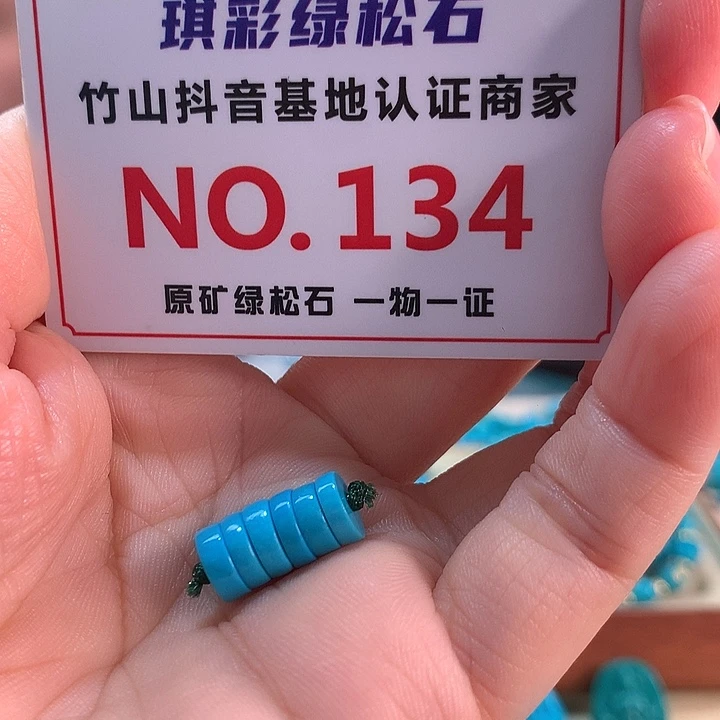 琪彩绿松石
竹山抖音基地认证商家
NO.134
原矿绿松石 一物一证